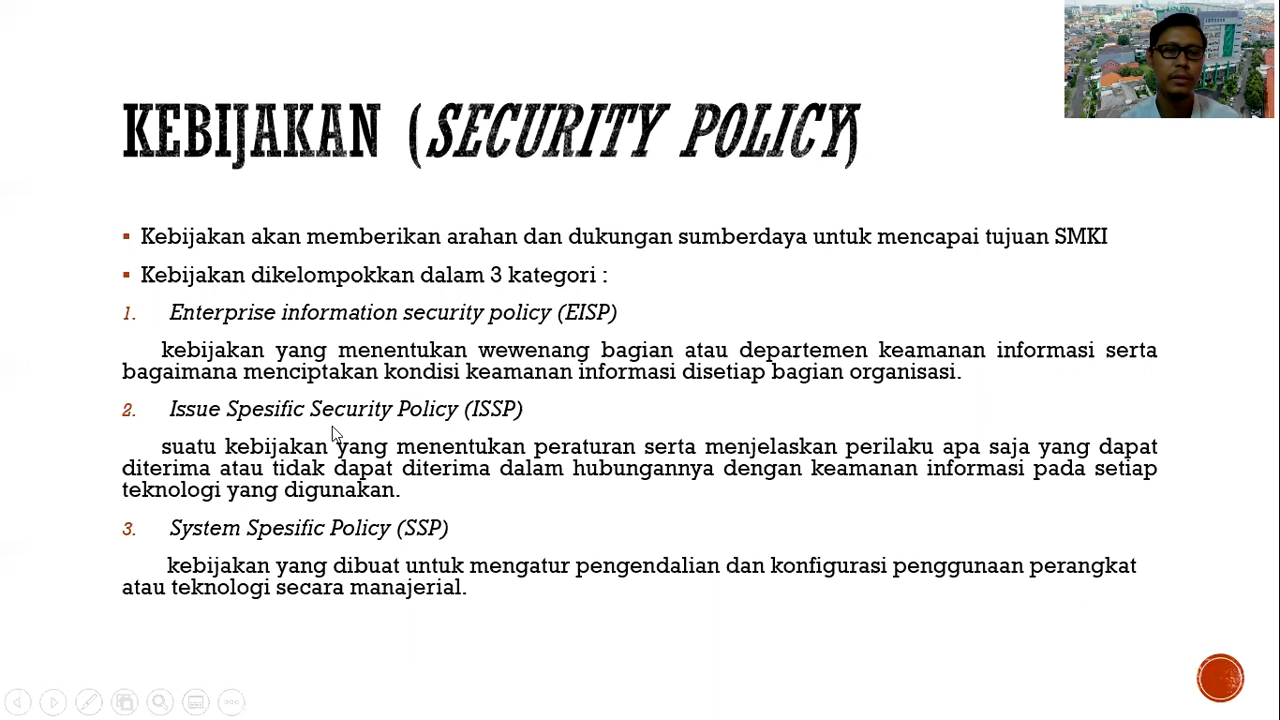 KEBIJAKAN (SECURITY POLICY)
▪ Kebijakan akan memberikan arahan dan dukungan sumberdaya untuk mencapai tujuan SMKI
▪ Kebijakan dikelompokkan dalam 3 kategori :
1. Enterprise information security policy (EISP)
kebijakan yang menentukan wewenang bagian atau departemen keamanan informasi serta
bagaimana menciptakan kondisi keamanan informasi disetiap bagian organisasi.
2. Issue Spesific Security Policy (ISSP)
suatu kebijakan yang menentukan peraturan serta menjelaskan perilaku apa saja yang dapat
diterima atau tidak dapat diterima dalam hubungannya dengan keamanan informasi pada setiap
teknologi yang digunakan.
3. System Spesific Policy (SSP)
kebijakan yang dibuat untuk mengatur pengendalian dan konfigurasi penggunaan perangkat
atau teknologi secara manajerial.